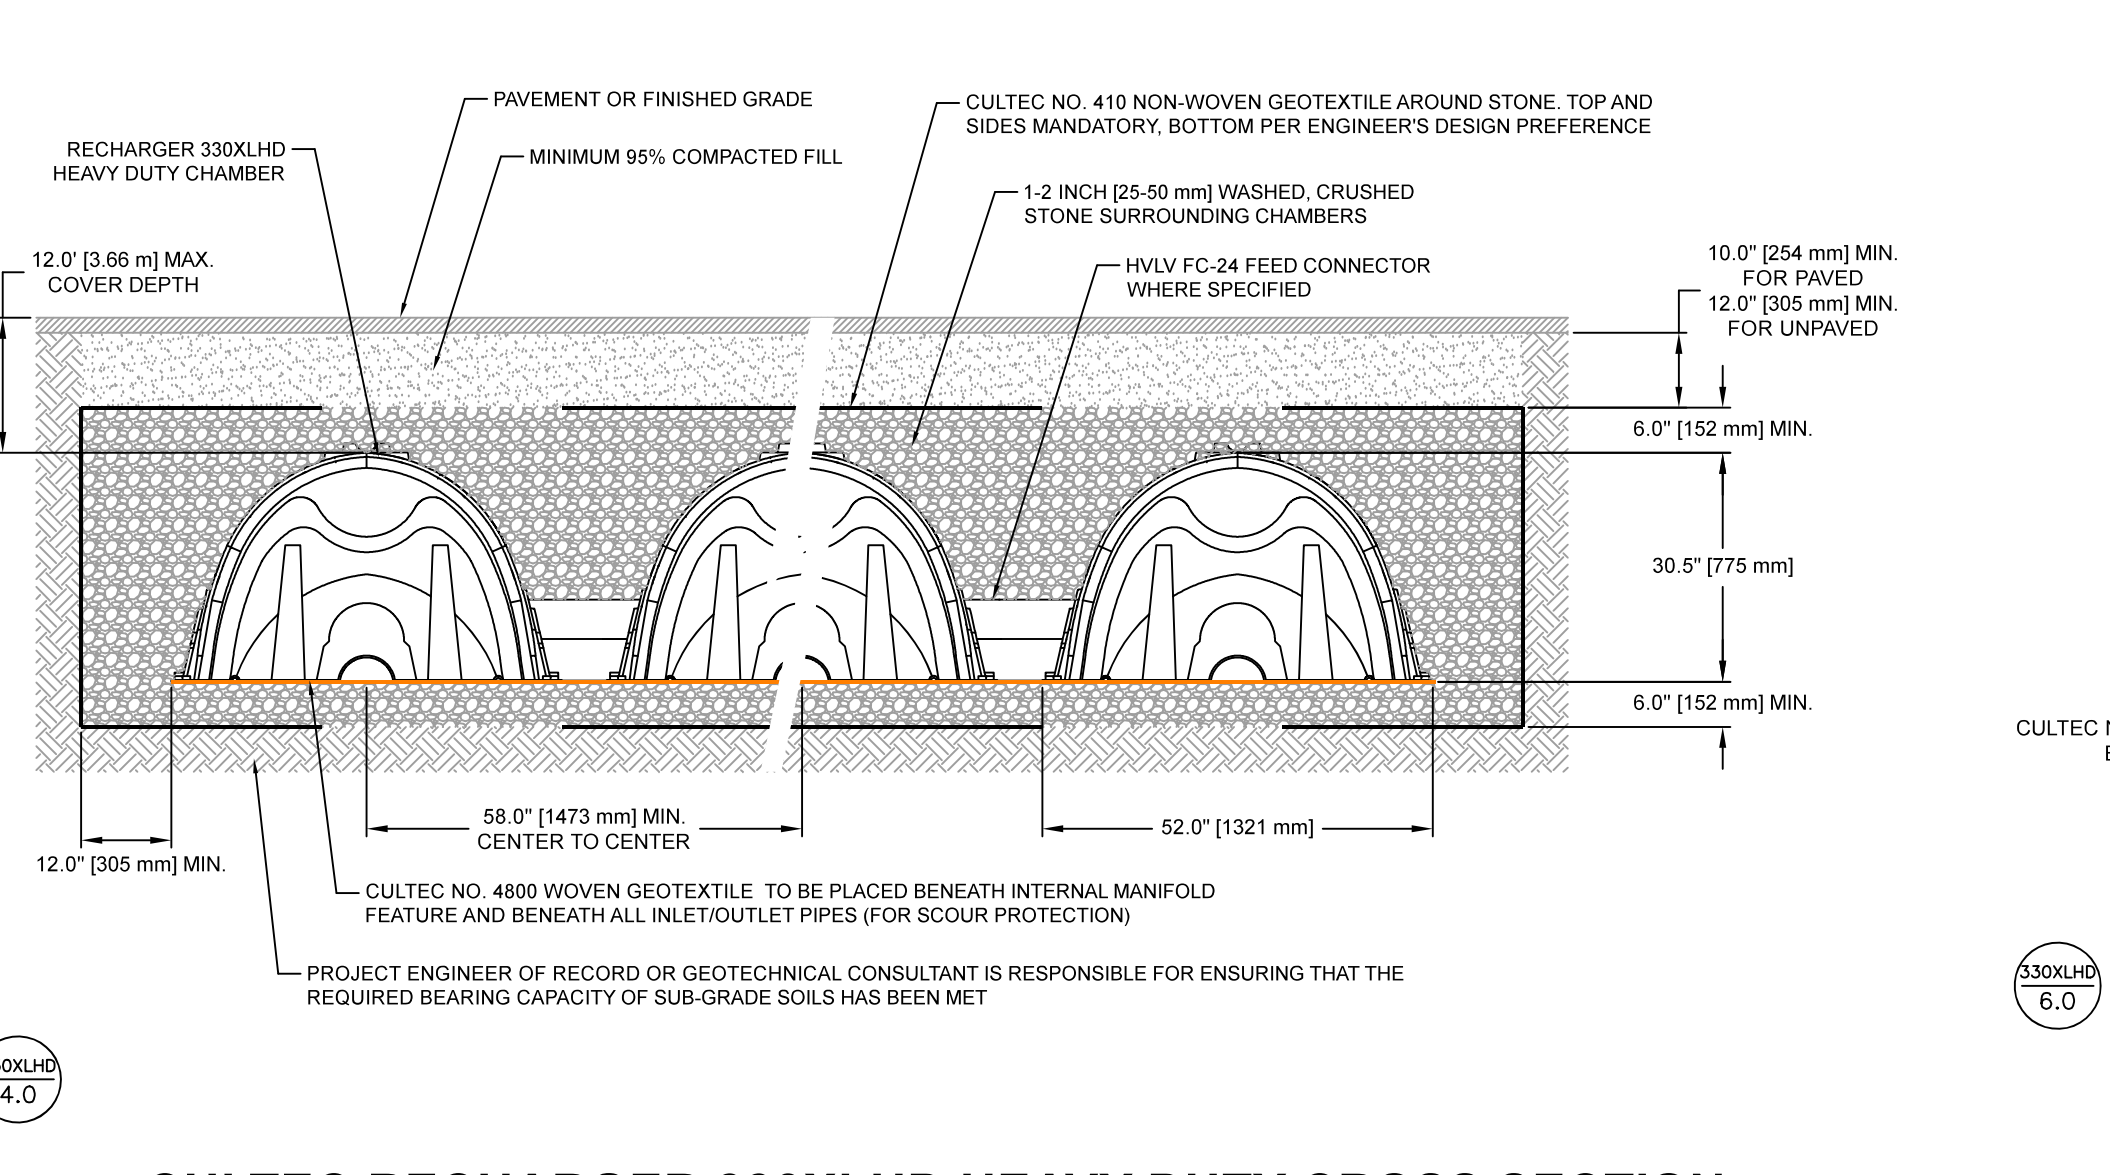 PAVEMENT OR FINISHED GRADE
CULTEC NO. 410 NON-WOVEN GEOTEXTILE AROUND STONE. TOP AND
SIDES MANDATORY, BOTTOM PER ENGINEER'S DESIGN PREFERENCE
RECHARGER 330XLHD
HEAVY DUTY CHAMBER
MINIMUM 95% COMPACTED FILL
1-2 INCH [25-50 mm] WASHED, CRUSHED
STONE SURROUNDING CHAMBERS
12.0' [3.66 m] MAX.
COVER DEPTH
HVLV FC-24 FEED CONNECTOR
WHERE SPECIFIED
10.0" [254 mm] MIN.
FOR PAVED
12.0" [305 mm] MIN.
FOR UNPAVED
6.0" [152 mm] MIN.
30.5" [775 mm]
6.0" [152 mm] MIN.
CULTEC
58.0" [1473 mm] MIN.
CENTER TO CENTER
52.0" [1321 mm]
12.0" [305 mm] MIN.
CULTEC NO. 4800 WOVEN GEOTEXTILE  TO BE PLACED BENEATH INTERNAL MANIFOLD
FEATURE AND BENEATH ALL INLET/OUTLET PIPES (FOR SCOUR PROTECTION)
PROJECT ENGINEER OF RECORD OR GEOTECHNICAL CONSULTANT IS RESPONSIBLE FOR ENSURING THAT THE
REQUIRED BEARING CAPACITY OF SUB-GRADE SOILS HAS BEEN MET
330XLHD
6.0
0XLHD
4.0